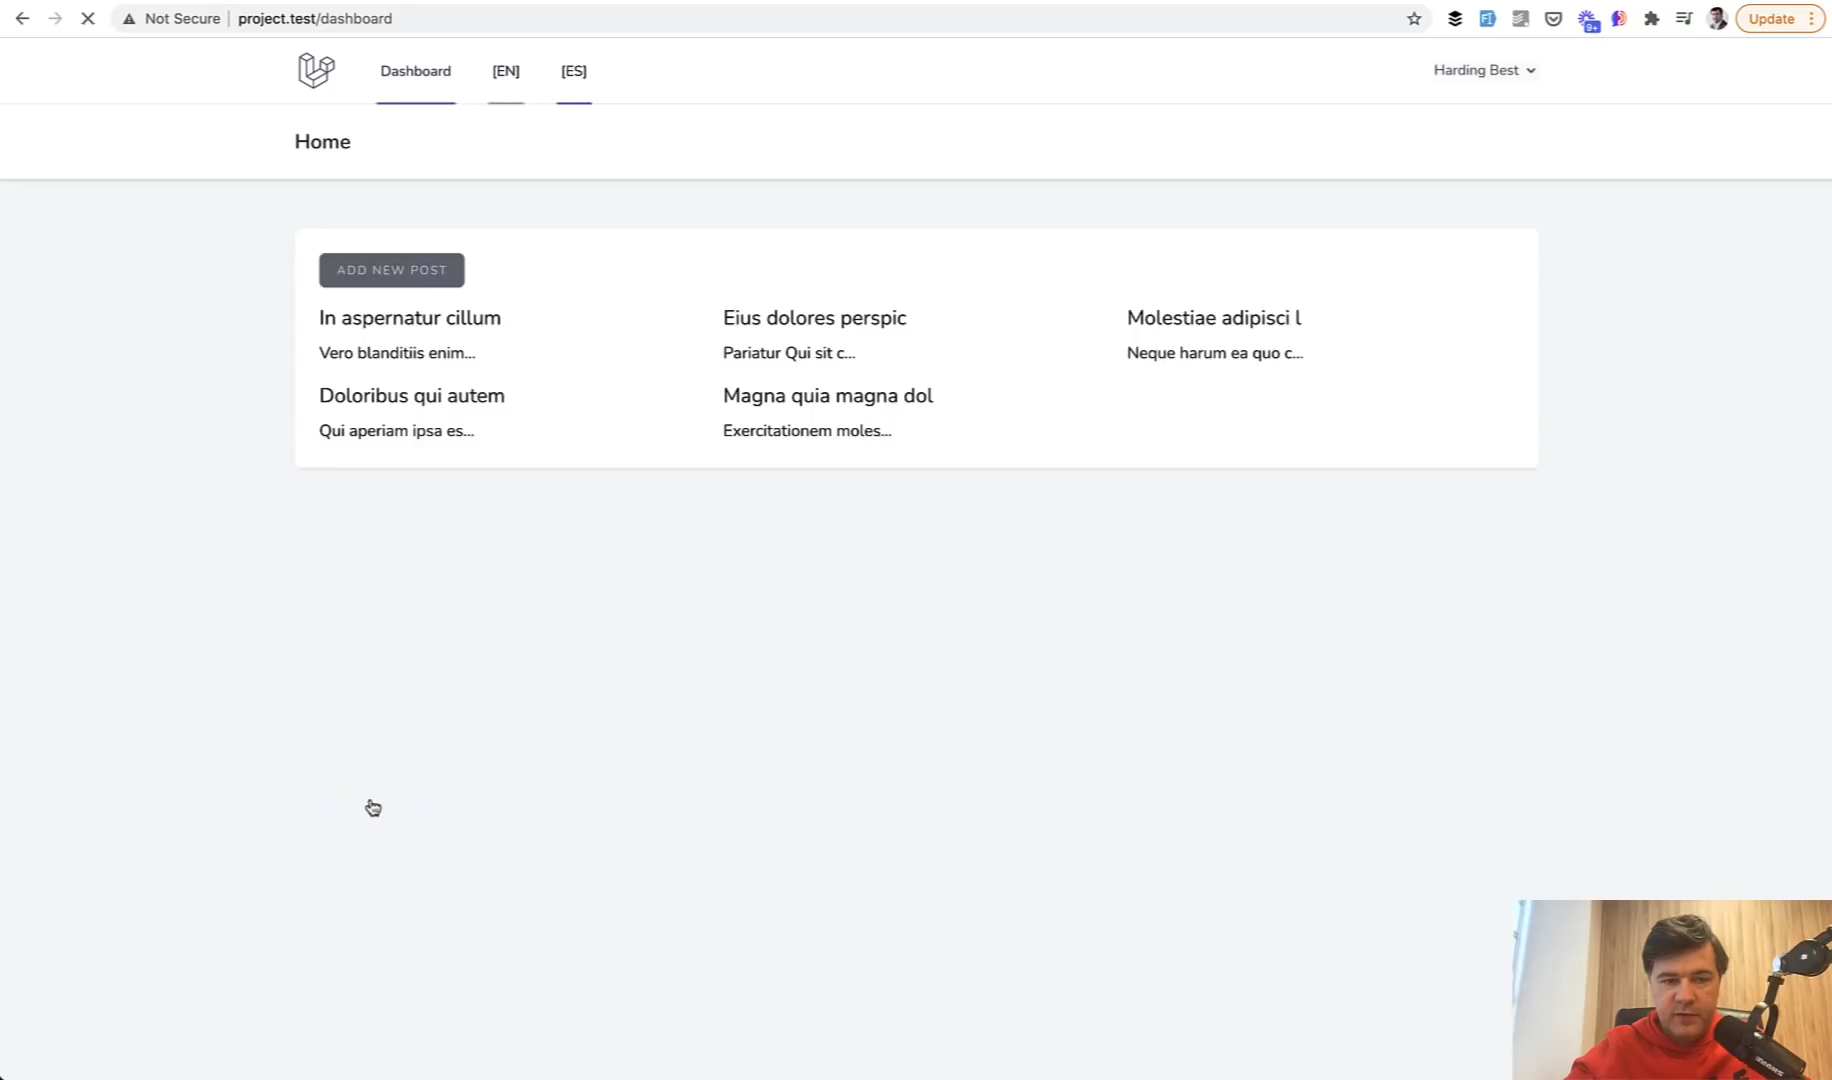 Not Secure | project.test/dashboard
9+
Update
Dashboard [EN] [ES]
Harding Best
Home
ADD NEW POST
In aspernatur cillum
Vero blanditiis enim...
Eius dolores perspic
Pariatur Qui sit c...
Molestiae adipisci l
Neque harum ea quo c...
Doloribus qui autem
Qui aperiam ipsa es...
Magna quia magna dol
Exercitationem moles...